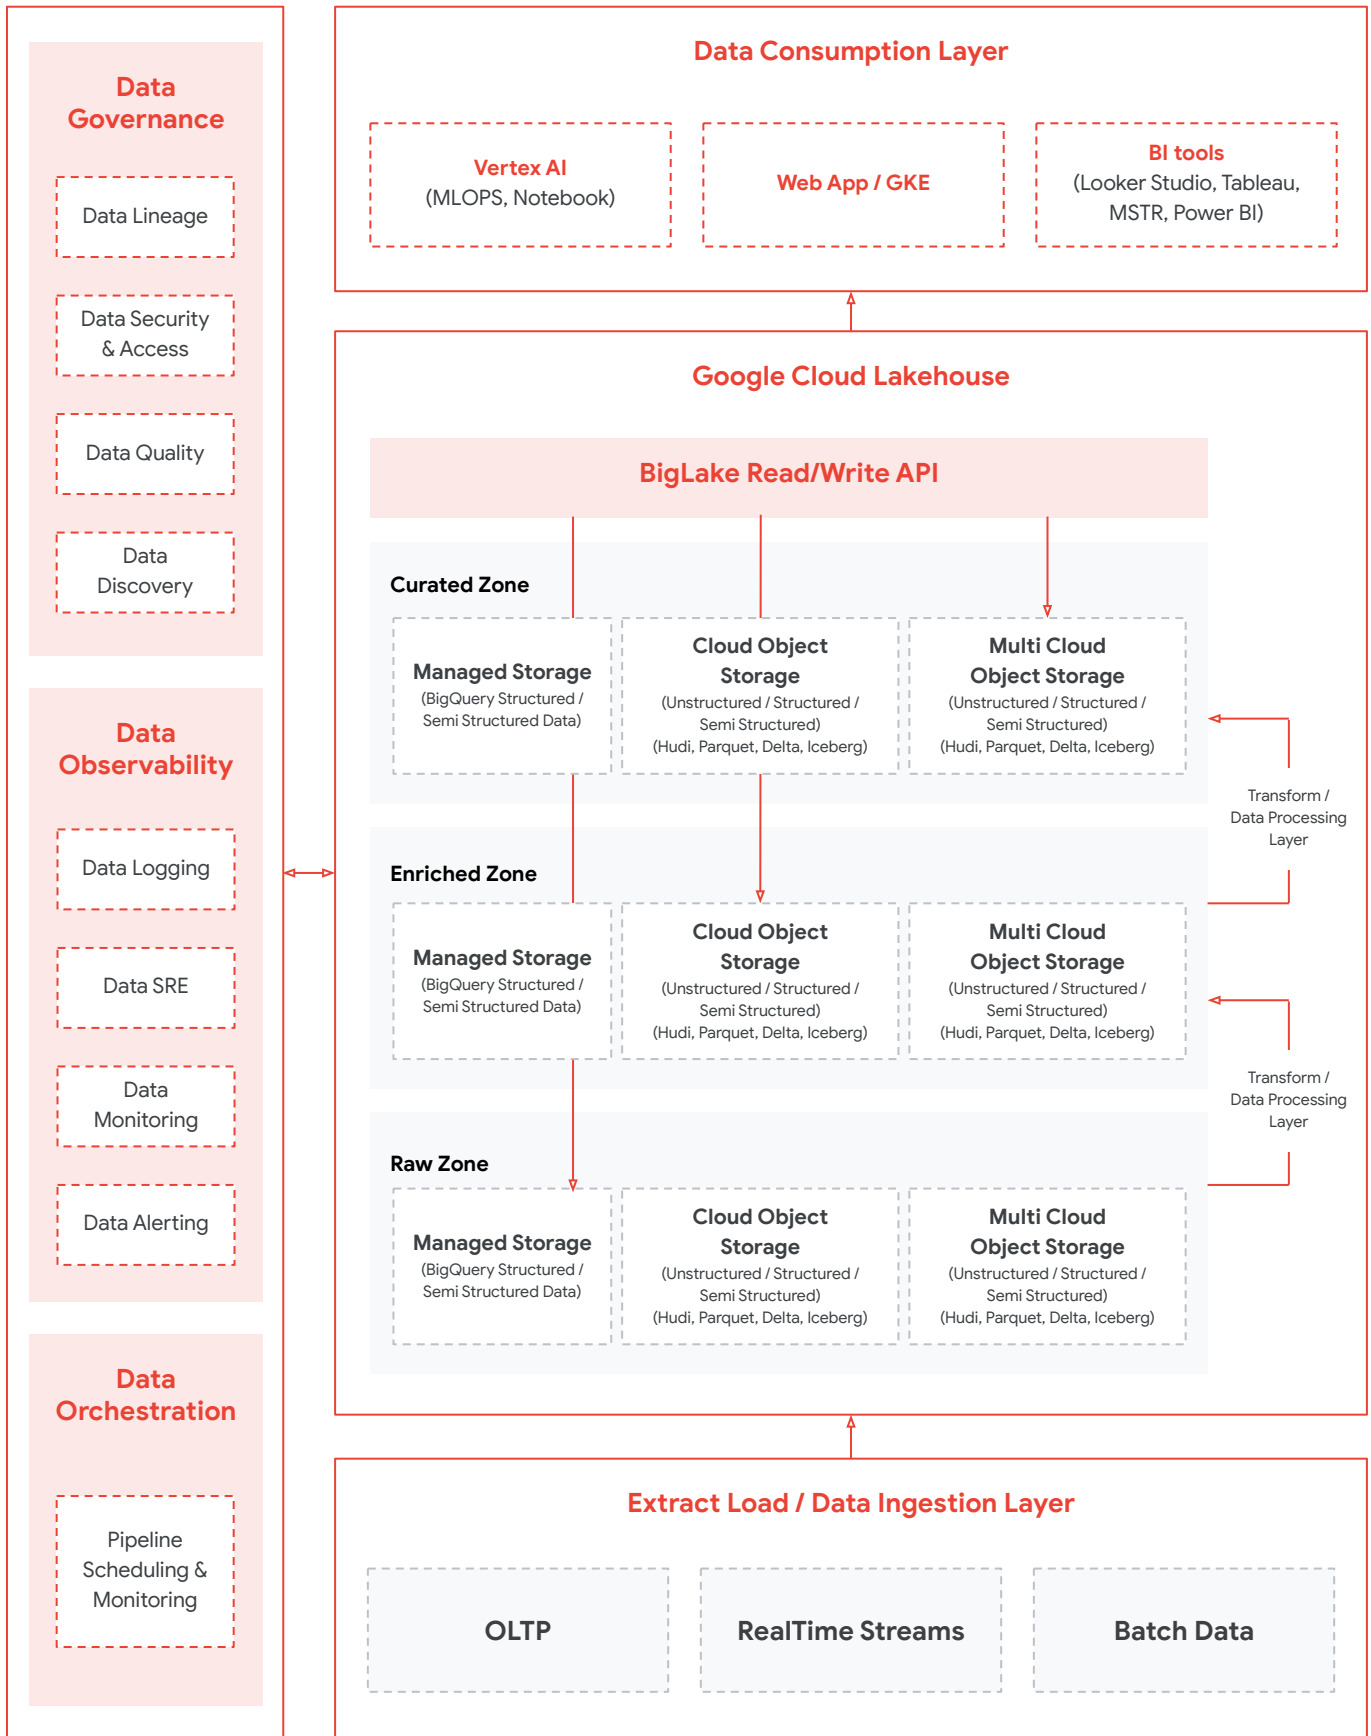 Data
Governance
Data Lineage
Data Security
& Access
Data Quality
Data
Discovery
Data
Observability
Data Logging
Data SRE
Data
Monitoring
Data Alerting
Data
Orchestration
Pipeline
Scheduling &
Monitoring
Data Consumption Layer
Vertex AI
(MLOPS, Notebook)
Web App / GKE
BI tools
(Looker Studio, Tableau,
MSTR, Power BI)
Google Cloud Lakehouse
BigLake Read/Write API
Curated Zone
Managed Storage
(BigQuery Structured /
Semi Structured Data)
Cloud Object
Storage
(Unstructured / Structured /
Semi Structured)
(Hudi, Parquet, Delta, Iceberg)
Multi Cloud
Object Storage
(Unstructured / Structured /
Semi Structured)
(Hudi, Parquet, Delta, Iceberg)
Transform /
Data Processing
Layer
Enriched Zone
Managed Storage
(BigQuery Structured /
Semi Structured Data)
Cloud Object
Storage
(Unstructured / Structured /
Semi Structured)
(Hudi, Parquet, Delta, Iceberg)
Multi Cloud
Object Storage
(Unstructured / Structured /
Semi Structured)
(Hudi, Parquet, Delta, Iceberg)
Transform /
Data Processing
Layer
Raw Zone
Managed Storage
(BigQuery Structured /
Semi Structured Data)
Cloud Object
Storage
(Unstructured / Structured /
Semi Structured)
(Hudi, Parquet, Delta, Iceberg)
Multi Cloud
Object Storage
(Unstructured / Structured /
Semi Structured)
(Hudi, Parquet, Delta, Iceberg)
Extract Load / Data Ingestion Layer
OLTP
RealTime Streams
Batch Data